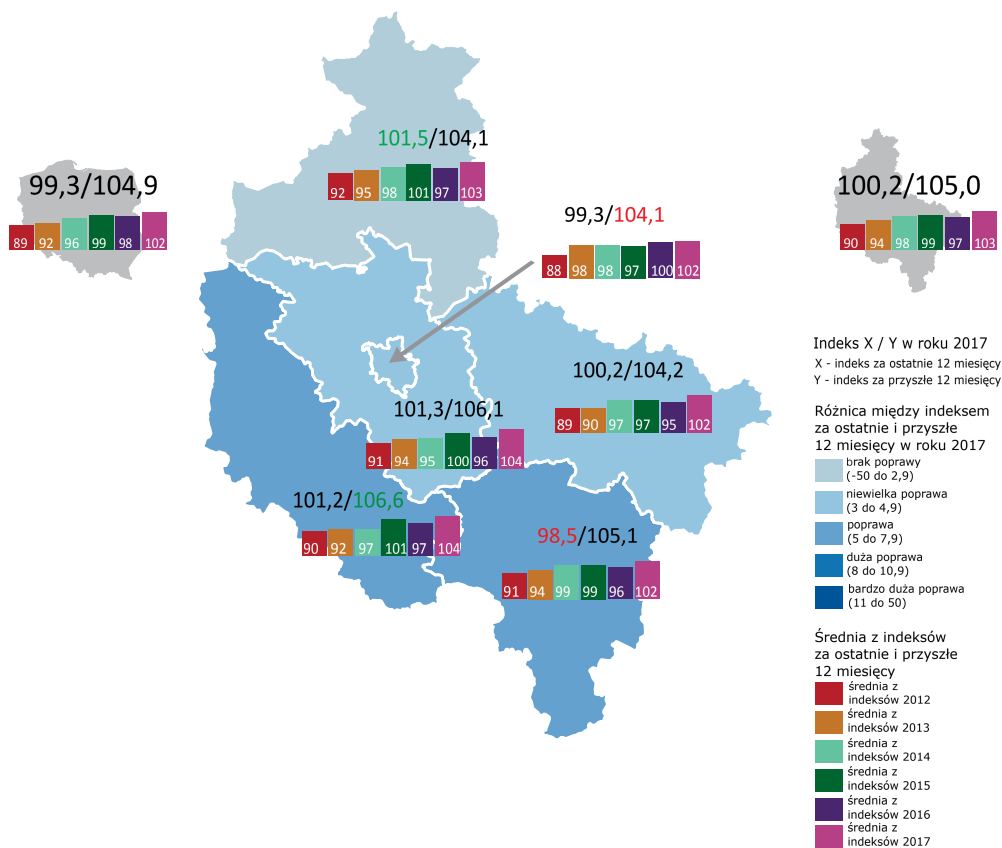 101,5/104,1
92 95 98 101 97 103
99,3/104,9
89 92 96 99 98 102
100,2/105,0
90 94 98 99 97 103
99,3/104,1
88 98 98 97 100 102
100,2/104,2
89 90 97 97 95 102
101,3/106,1
91 94 95 100 96 104
101,2/106,6
90 92 97 101 97 104
98,5/105,1
91 94 99 99 96 102
Indeks X / Y w roku 2017
X - indeks za ostatnie 12 miesięcy
Y - indeks za przyszłe 12 miesięcy
Różnica między indeksem
za ostatnie i przyszłe
12 miesięcy w roku 2017
brak poprawy
(-50 do 2,9)
niewielka poprawa
(3 do 4,9)
poprawa
(5 do 7,9)
duża poprawa
(8 do 10,9)
bardzo duża poprawa
(11 do 50)
Średnia z indeksów
za ostatnie i przyszłe
12 miesięcy
średnia z
indeksów 2012
średnia z
indeksów 2013
średnia z
indeksów 2014
średnia z
indeksów 2015
średnia z
indeksów 2016
średnia z
indeksów 2017